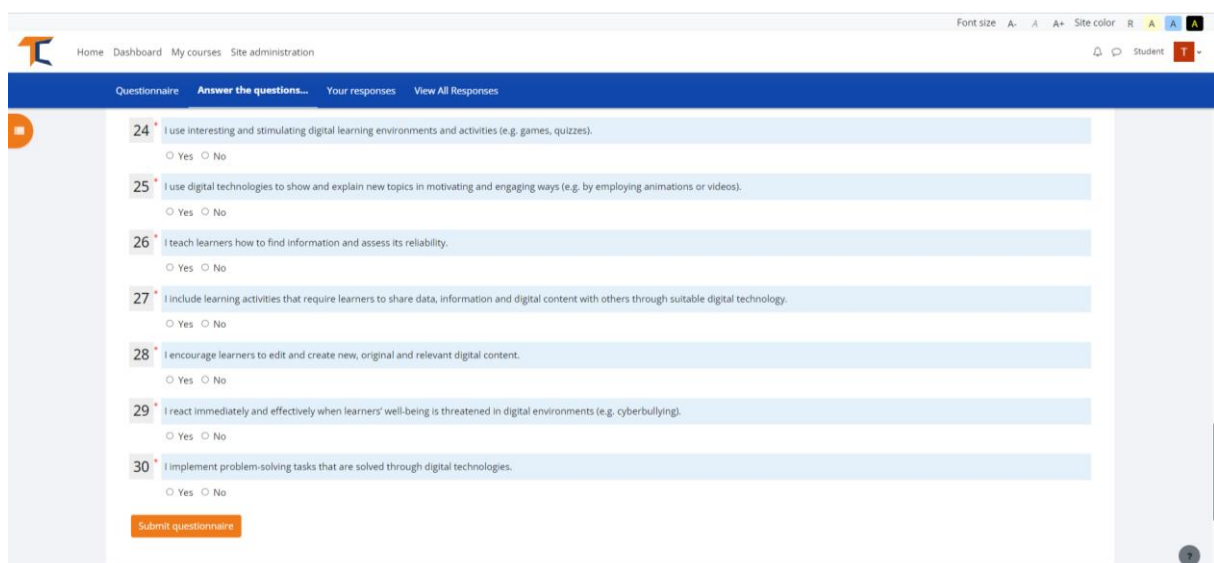 Font size A- A A+ Site color R A A A
TC Home Dashboard My courses Site administration Student T
Questionnaire Answer the questions... Your responses View All Responses
24 * I use interesting and stimulating digital learning environments and activities (e.g. games, quizzes).
Yes No
25 * I use digital technologies to show and explain new topics in motivating and engaging ways (e.g. by employing animations or videos).
Yes No
26 * I teach learners how to find information and assess its reliability.
Yes No
27 * I include learning activities that require learners to share data, information and digital content with others through suitable digital technology.
Yes No
28 * I encourage learners to edit and create new, original and relevant digital content.
Yes No
29 * I react immediately and effectively when learners' well-being is threatened in digital environments (e.g. cyberbullying).
Yes No
30 * I implement problem-solving tasks that are solved through digital technologies.
Yes No
Submit questionnaire
?